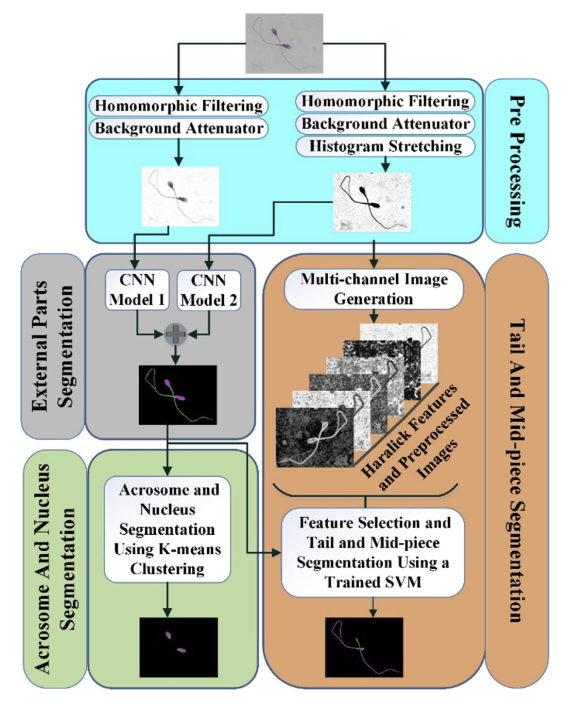 Homomorphic Filtering
Background Attenuator
Homomorphic Filtering
Background Attenuator
Histogram Stretching
Pre Processing
CNN
Model 1
CNN
Model 2
External Parts
Segmentation
Multi-channel Image
Generation
Haralick Features
and Preprocessed
Images
Tail And Mid-piece Segmentation
Acrosome and
Nucleus
Segmentation
Using K-means
Clustering
Acrosome And Nucleus
Segmentation
Feature Selection and
Tail and Mid-piece
Segmentation Using a
Trained SVM